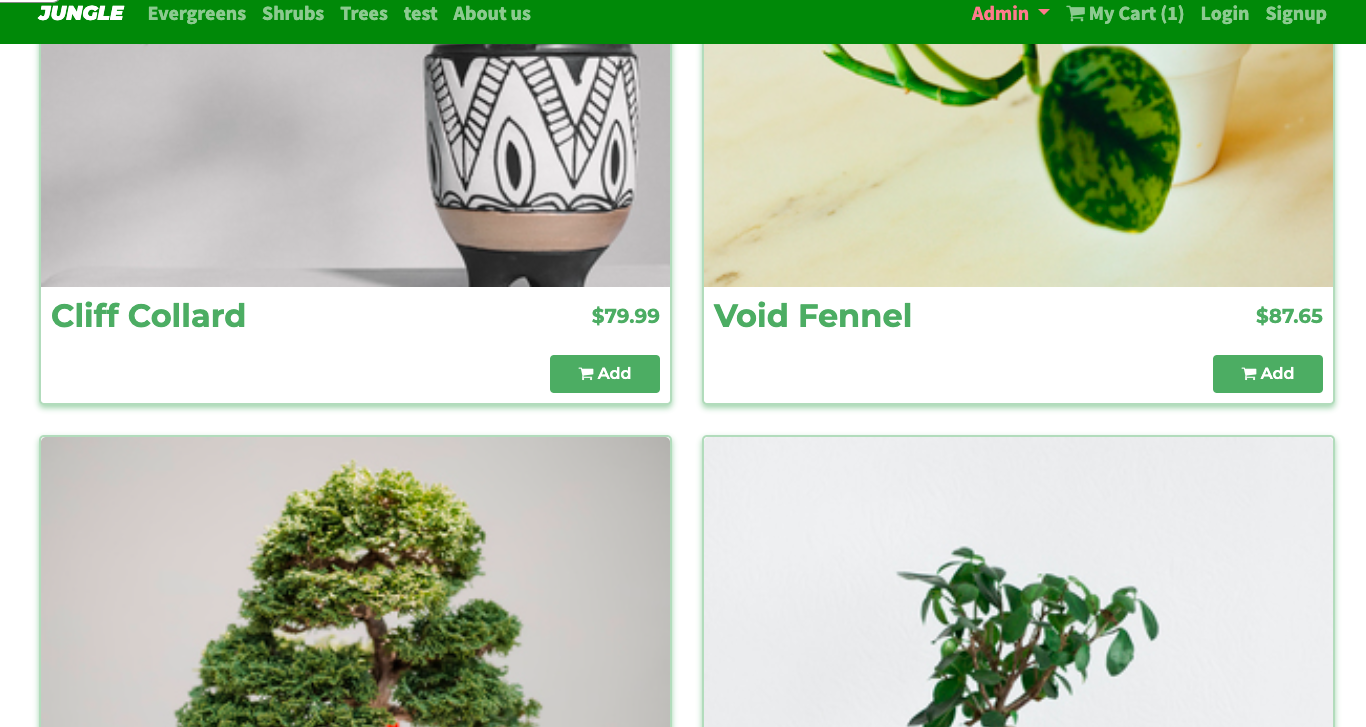 JUNGLE Evergreens Shrubs Trees test About us Admin My Cart (1) Login Signup
Cliff Collard $79.99
Void Fennel $87.65
Add
Add